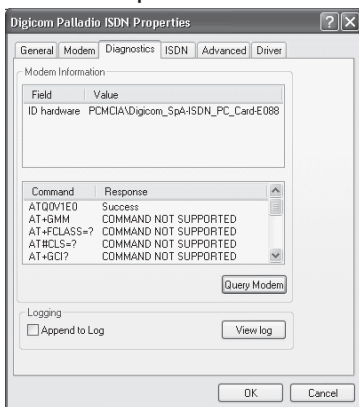 Digicom Palladio ISDN Properties
General Modem Diagnostics ISDN Advanced Driver
Modem Information
Field Value
ID hardware PCMCIA\Digicom_SpA-ISDN_PC_Card-E088
Command Response
ATQ0V1E0 Success
AT+GMM COMMAND NOT SUPPORTED
AT+FCLASS=? COMMAND NOT SUPPORTED
AT#CLS=? COMMAND NOT SUPPORTED
AT+GCI? COMMAND NOT SUPPORTED
Query Modem
Logging
Append to Log View log
OK Cancel